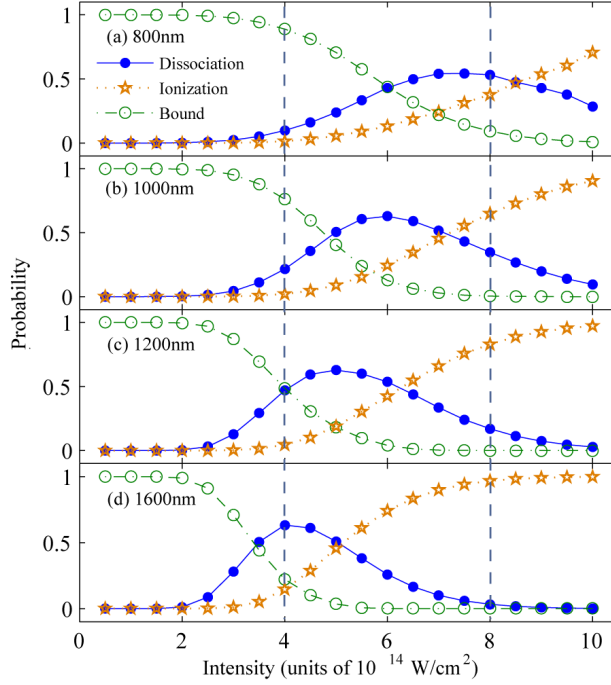 1
(a) 800nm
Dissociation
0.5
Ionization
Bound
0
1
(b) 1000nm
0.5
0
1
(c) 1200nm
0.5
0
1
(d) 1600nm
0.5
0
Probability
0 2 4 6 8 10
Intensity (units of 10 14 W/cm2)